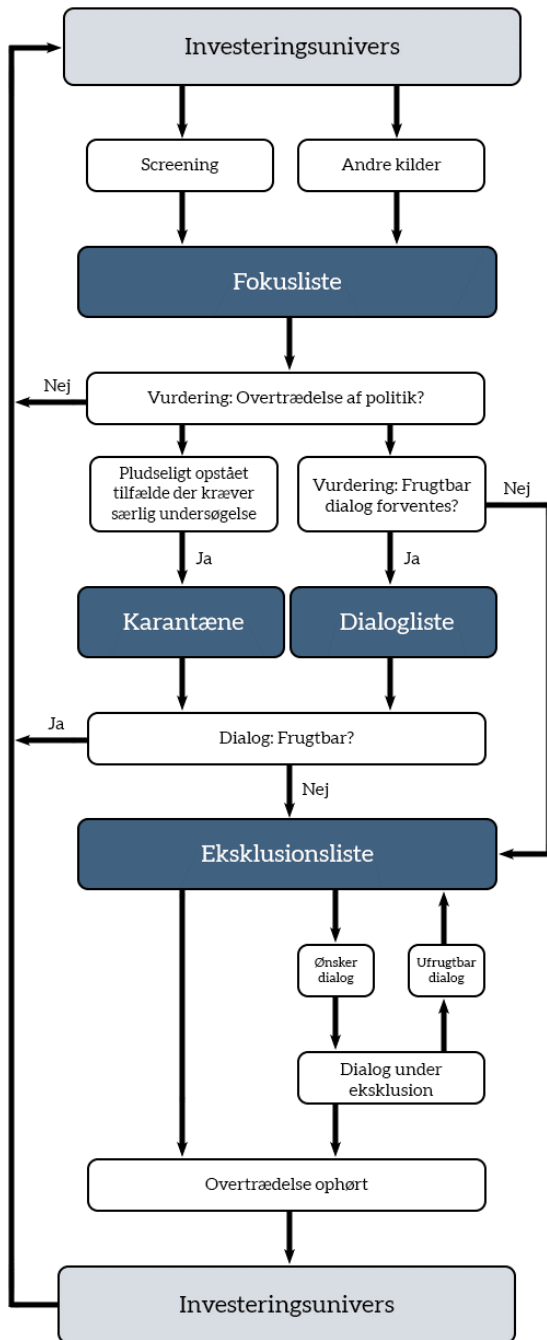 Investeringsunivers
Screening
Andre kilder
Fokusliste
Nej
Vurdering: Overtrædelse af politik?
Pludseligt opstået
tilfælde der kræver
særlig undersøgelse
Vurdering: Frugtbar
dialog forventes?
Nej
Ja
Ja
Karantæne
Dialogliste
Ja
Dialog: Frugtbar?
Nej
Eksklusionsliste
Ønsker
dialog
Ufrugtbar
dialog
Dialog under
eksklusion
Overtrædelse ophørt
Investeringsunivers